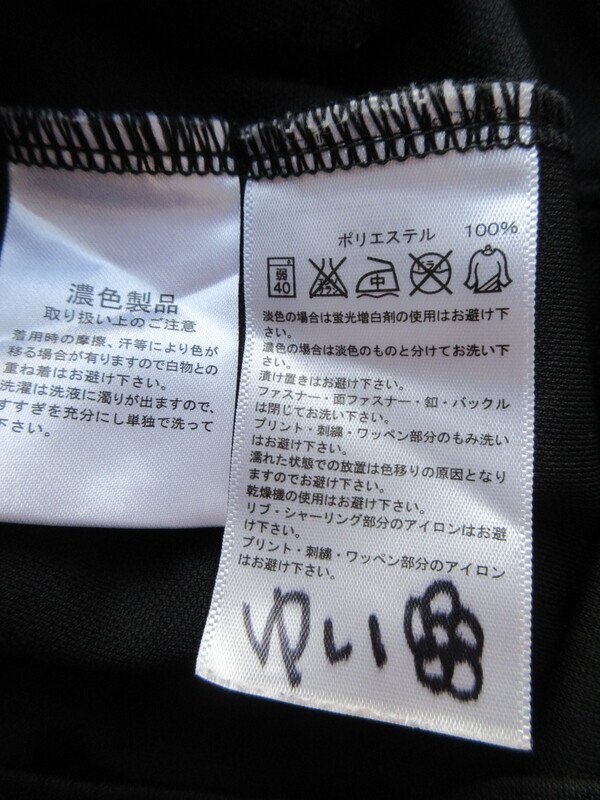 濃色製品
取り扱い上のご注意
着用時の摩擦、汗等により色が
移る場合が有りますので白物との
重ね着はお避け下さい。
洗濯は洗液に濁りが出ますので、
すすぎを充分にし単独で洗って
下さい。
ポリエステル 100%
弱
40
淡色の場合は蛍光増白剤の使用はお避け下
さい。
濃色の場合は淡色のものと分けてお洗い下
さい。
漬け置きはお避け下さい。
ファスナー・面ファスナー・釦・バックル
は閉じてお洗い下さい。
プリント・刺繍・ワッペン部分のもみ洗い
はお避け下さい。
濡れた状態での放置は色移りの原因となり
ますのでお避け下さい。
乾燥機の使用はお避け下さい。
リブ・シャーリング部分のアイロンはお避
け下さい。
プリント・刺繍・ワッペン部分のアイロン
はお避け下さい。
ゆい